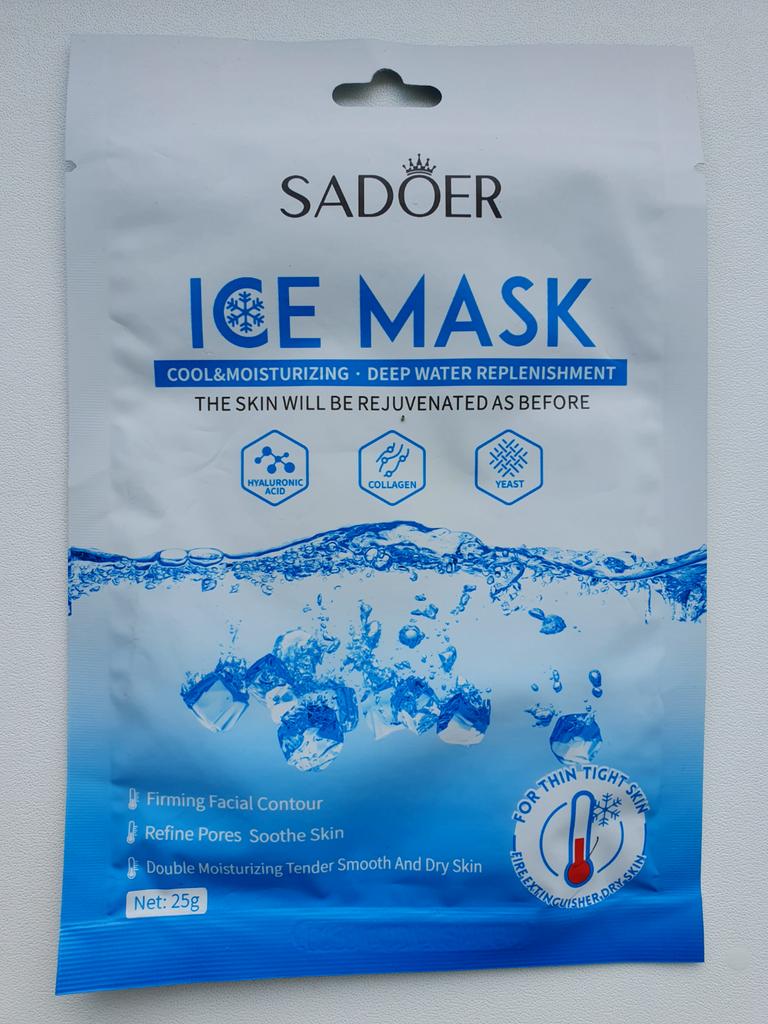 SADOER
ICE MASK
COOL&MOISTURIZING · DEEP WATER REPLENISHMENT
THE SKIN WILL BE REJUVENATED AS BEFORE
HYALURONIC
ACID
COLLAGEN
YEAST
Firming Facial Contour
Refine Pores Soothe Skin
Double Moisturizing Tender Smooth And Dry Skin
Net: 25g
FOR THIN TIGHT SKIN
FIRE EXTINGUISHER.DRY SKIN